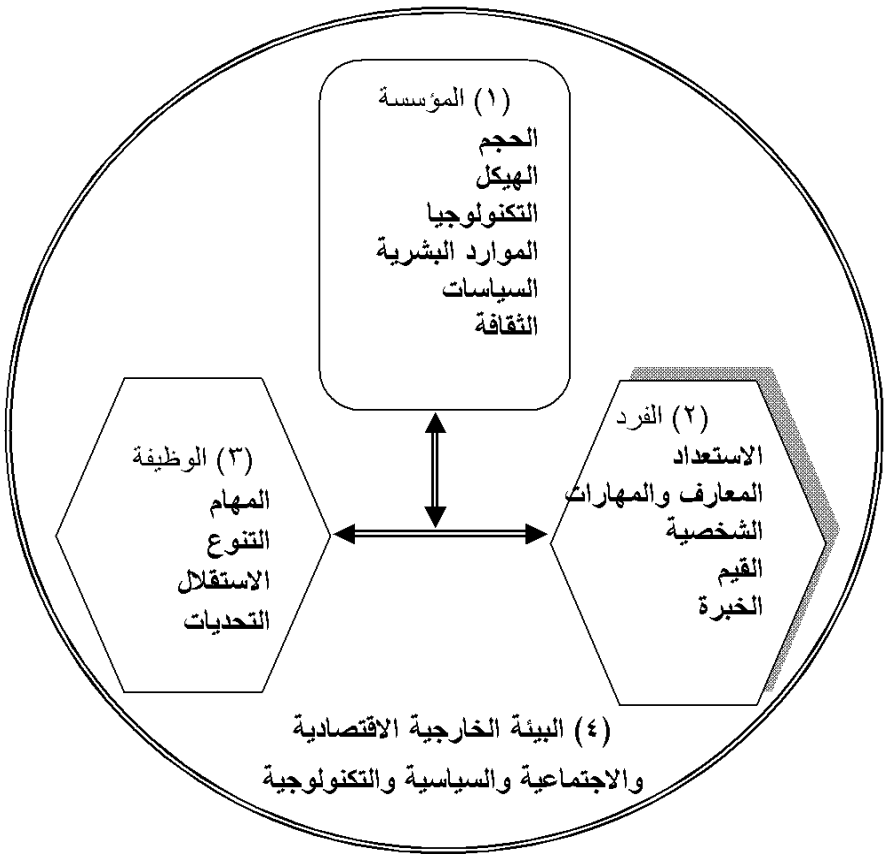 (١) المؤسسة
الحجم
الهيكل
التكنولوجيا
الموارد البشرية
السياسات
الثقافة
(٢) الفرد
الاستعداد
المعارف والمهارات
الشخصية
القيم
الخبرة
(٣) الوظيفة
المهام
التنوع
الاستقلال
التحديات
(٤) البيئة الخارجية الاقتصادية
والاجتماعية والسياسية والتكنولوجية